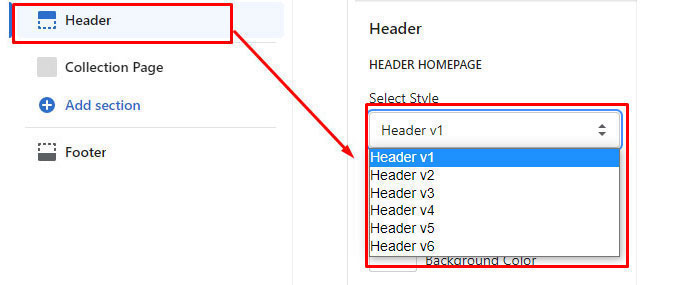 Header
Collection Page
Add section
Footer
Header
HEADER HOMEPAGE
Select Style
Header v1
Header v1
Header v2
Header v3
Header v4
Header v5
Header v6
Background Color